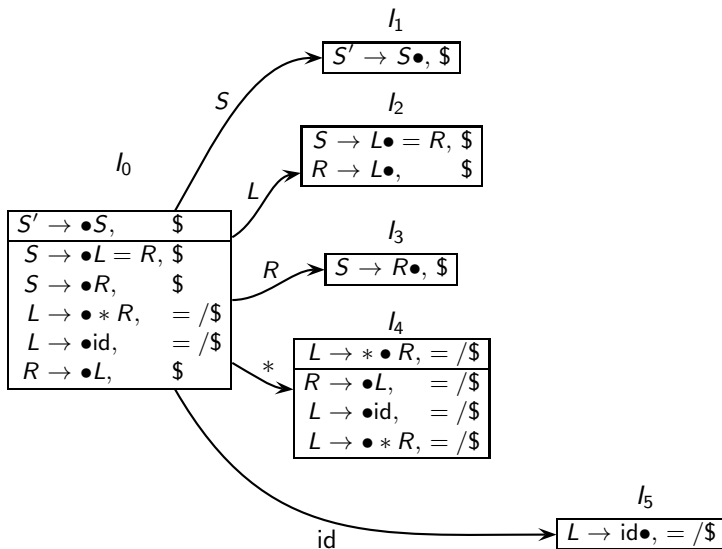 I₁
S′ → S•, $
S
I₂
S → L• = R, $
R → L•, $
I₀
L
S′ → •S, $
S → •L = R, $
S → •R, $
L → • * R, = /$
L → •id, = /$
R → •L, $
I₃
R
S → R•, $
I₄
*
L → * • R, = /$
R → •L, = /$
L → •id, = /$
L → • * R, = /$
I₅
id
L → id•, = /$